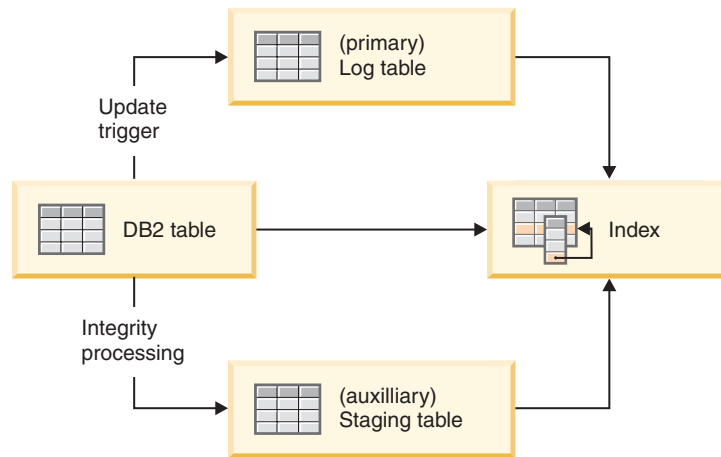 (primary)
Log table
Update
trigger
DB2 table
Index
Integrity
processing
(auxilliary)
Staging table